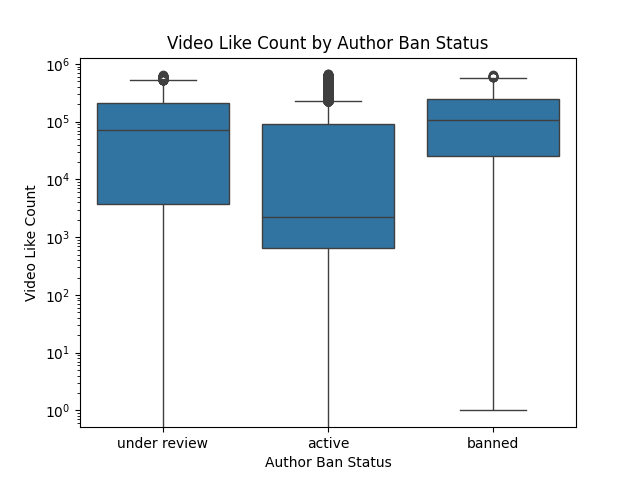 Video Like Count by Author Ban Status
Video Like Count
10⁶
10⁵
10⁴
10³
10²
10¹
10⁰
under review
active
banned
Author Ban Status